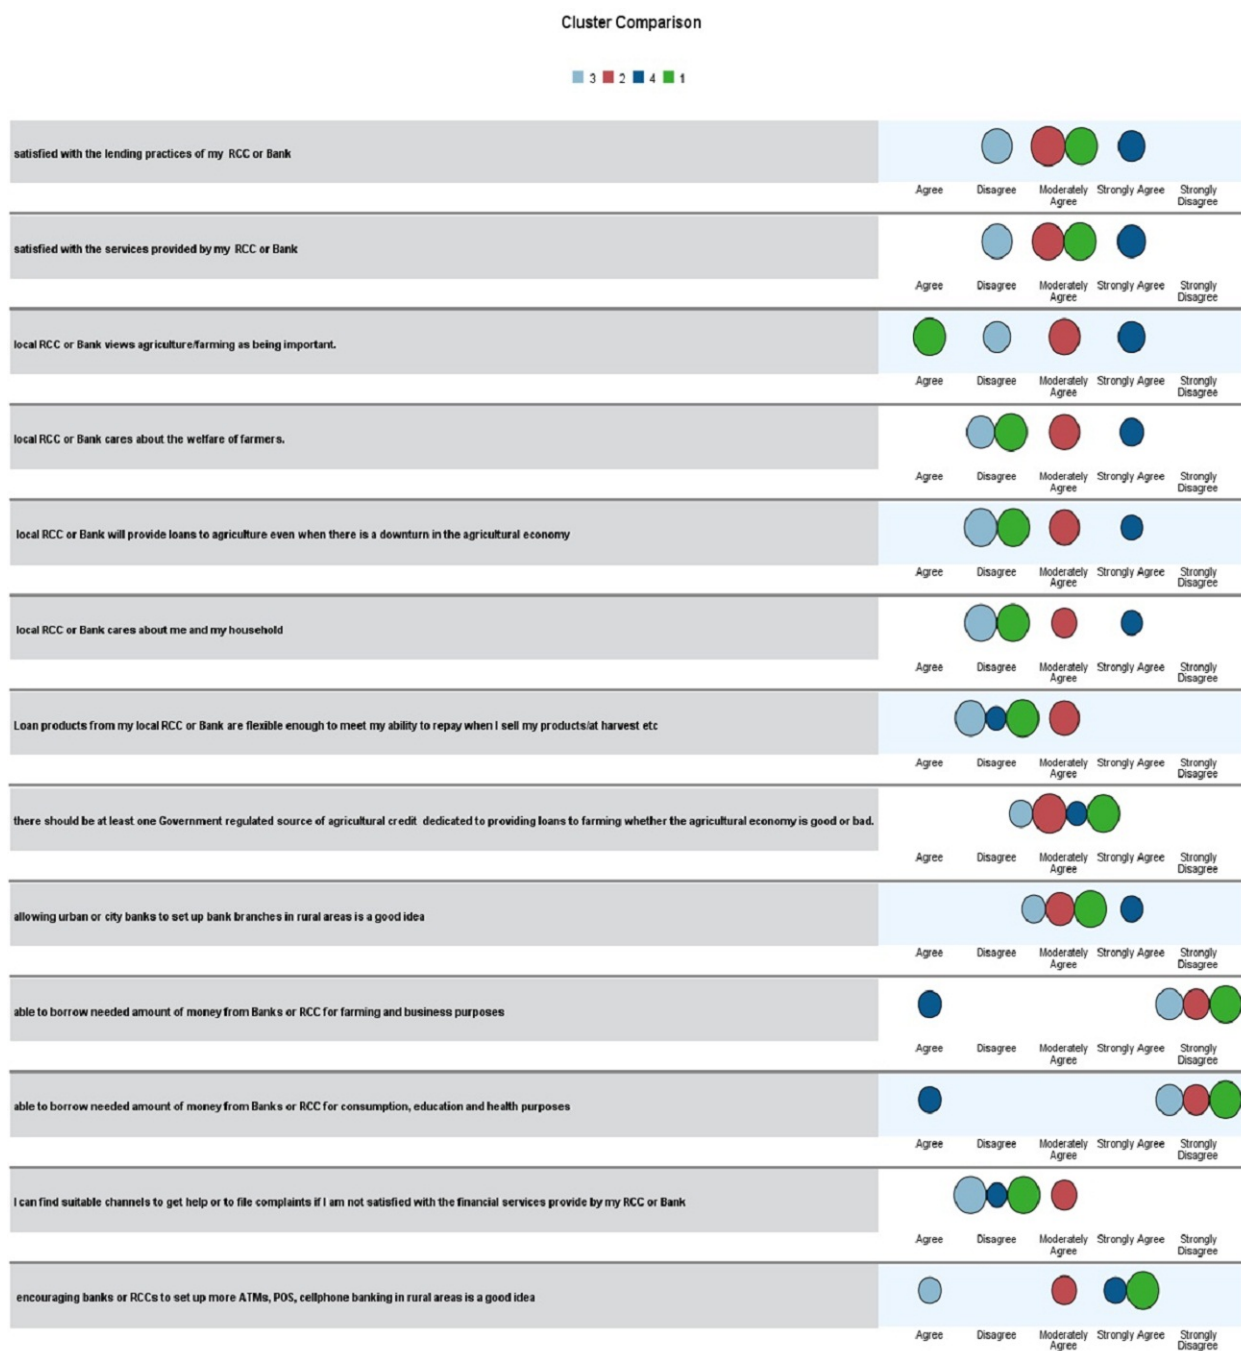 Cluster Comparison
3 2 4 1
satisfied with the lending practices of my RCC or Bank
Agree Disagree Moderately Agree Strongly Agree Strongly Disagree
satisfied with the services provided by my RCC or Bank
Agree Disagree Moderately Agree Strongly Agree Strongly Disagree
local RCC or Bank views agriculture/farming as being important.
Agree Disagree Moderately Agree Strongly Agree Strongly Disagree
local RCC or Bank cares about the welfare of farmers.
Agree Disagree Moderately Agree Strongly Agree Strongly Disagree
local RCC or Bank will provide loans to agriculture even when there is a downturn in the agricultural economy
Agree Disagree Moderately Agree Strongly Agree Strongly Disagree
local RCC or Bank cares about me and my household
Agree Disagree Moderately Agree Strongly Agree Strongly Disagree
Loan products from my local RCC or Bank are flexible enough to meet my ability to repay when I sell my products/at harvest etc
Agree Disagree Moderately Agree Strongly Agree Strongly Disagree
there should be at least one Government regulated source of agricultural credit dedicated to providing loans to farming whether the agricultural economy is good or bad.
Agree Disagree Moderately Agree Strongly Agree Strongly Disagree
allowing urban or city banks to set up bank branches in rural areas is a good idea
Agree Disagree Moderately Agree Strongly Agree Strongly Disagree
able to borrow needed amount of money from Banks or RCC for farming and business purposes
Agree Disagree Moderately Agree Strongly Agree Strongly Disagree
able to borrow needed amount of money from Banks or RCC for consumption, education and health purposes
Agree Disagree Moderately Agree Strongly Agree Strongly Disagree
I can find suitable channels to get help or to file complaints if I am not satisfied with the financial services provide by my RCC or Bank
Agree Disagree Moderately Agree Strongly Agree Strongly Disagree
encouraging banks or RCCs to set up more ATMs, POS, cellphone banking in rural areas is a good idea
Agree Disagree Moderately Agree Strongly Agree Strongly Disagree